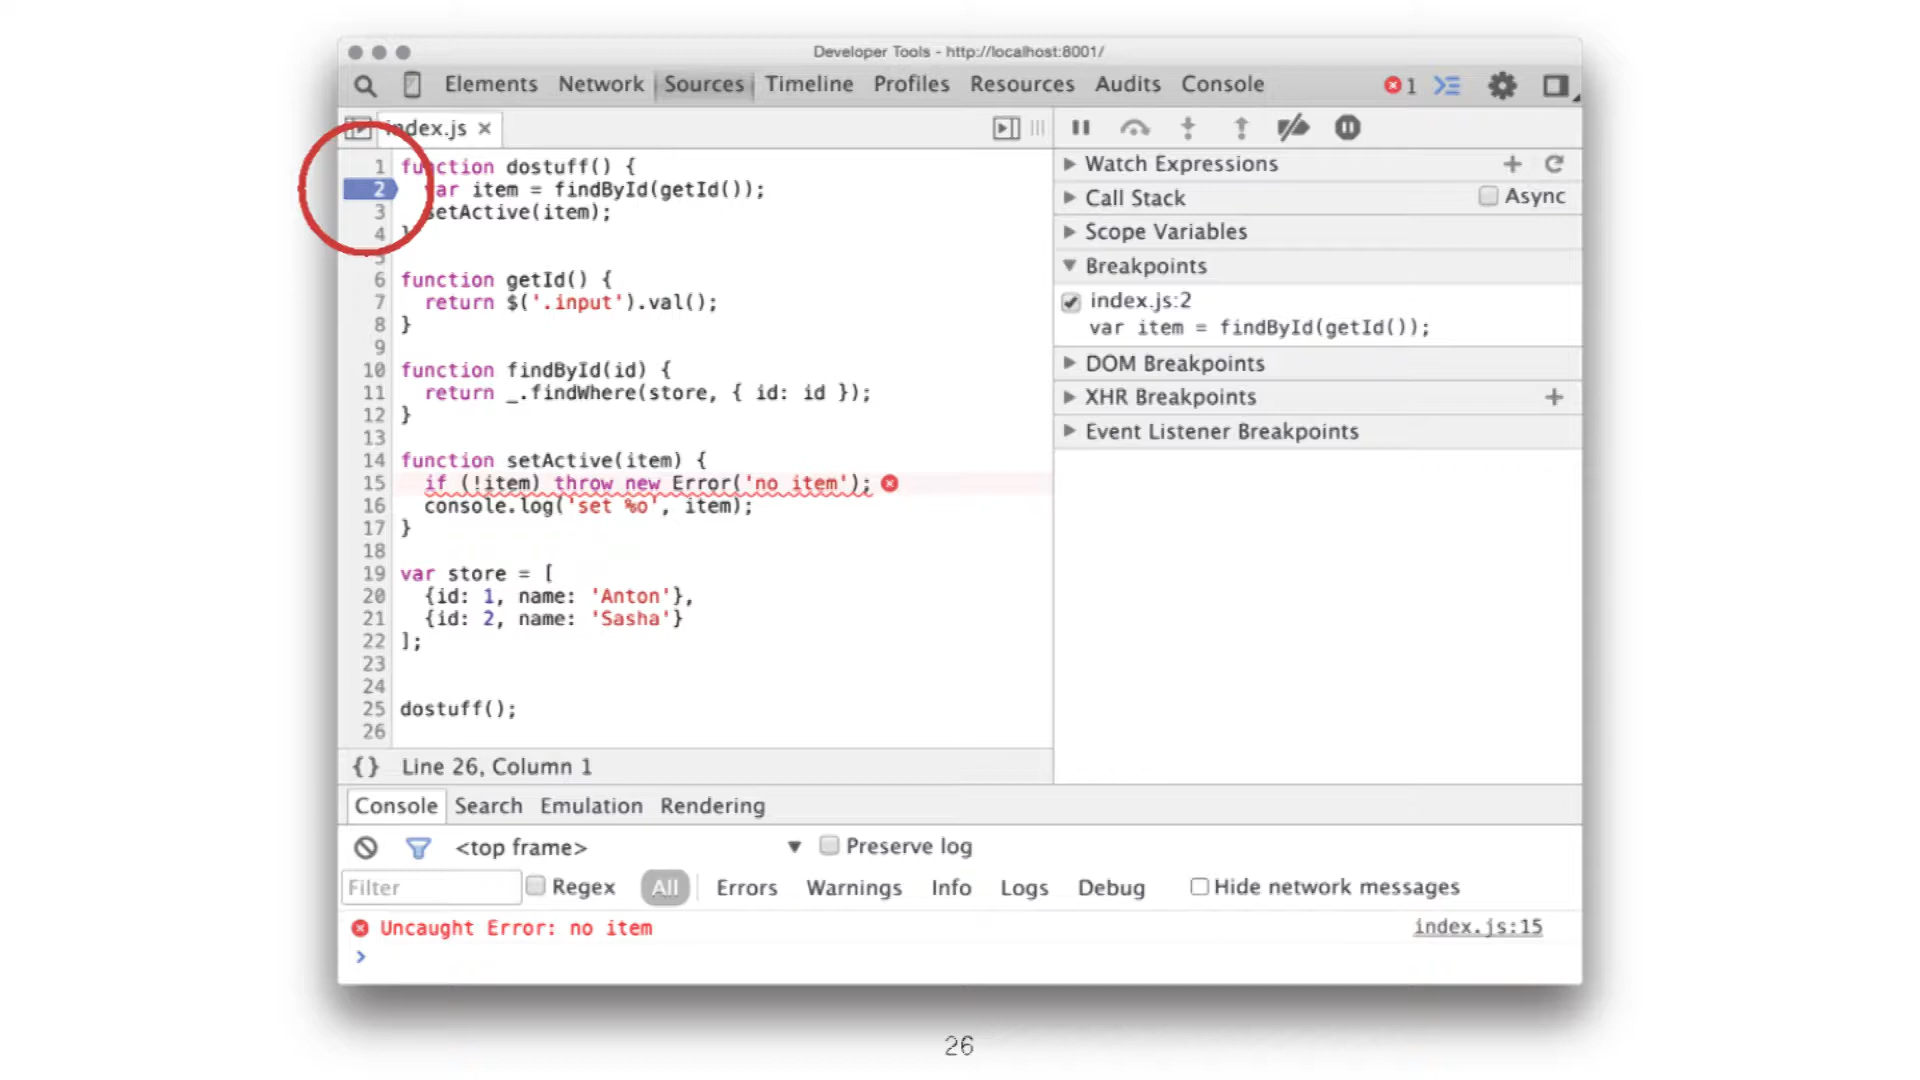 Developer Tools - http://localhost:8001/
Elements Network Sources Timeline Profiles Resources Audits Console 1
index.js
1 function dostuff() {
2 var item = findById(getId());
3 setActive(item);
4 }
5
6 function getId() {
7 return $('.input').val();
8 }
9
10 function findById(id) {
11 return _.findWhere(store, { id: id });
12 }
13
14 function setActive(item) {
15 if (!item) throw new Error('no item');
16 console.log('set %o', item);
17 }
18
19 var store = [
20 {id: 1, name: 'Anton'},
21 {id: 2, name: 'Sasha'}
22 ];
23
24
25 dostuff();
26
{} Line 26, Column 1
Watch Expressions
Call Stack Async
Scope Variables
Breakpoints
index.js:2
var item = findById(getId());
DOM Breakpoints
XHR Breakpoints
Event Listener Breakpoints
Console Search Emulation Rendering
<top frame> Preserve log
Filter Regex All Errors Warnings Info Logs Debug Hide network messages
Uncaught Error: no item index.js:15
26